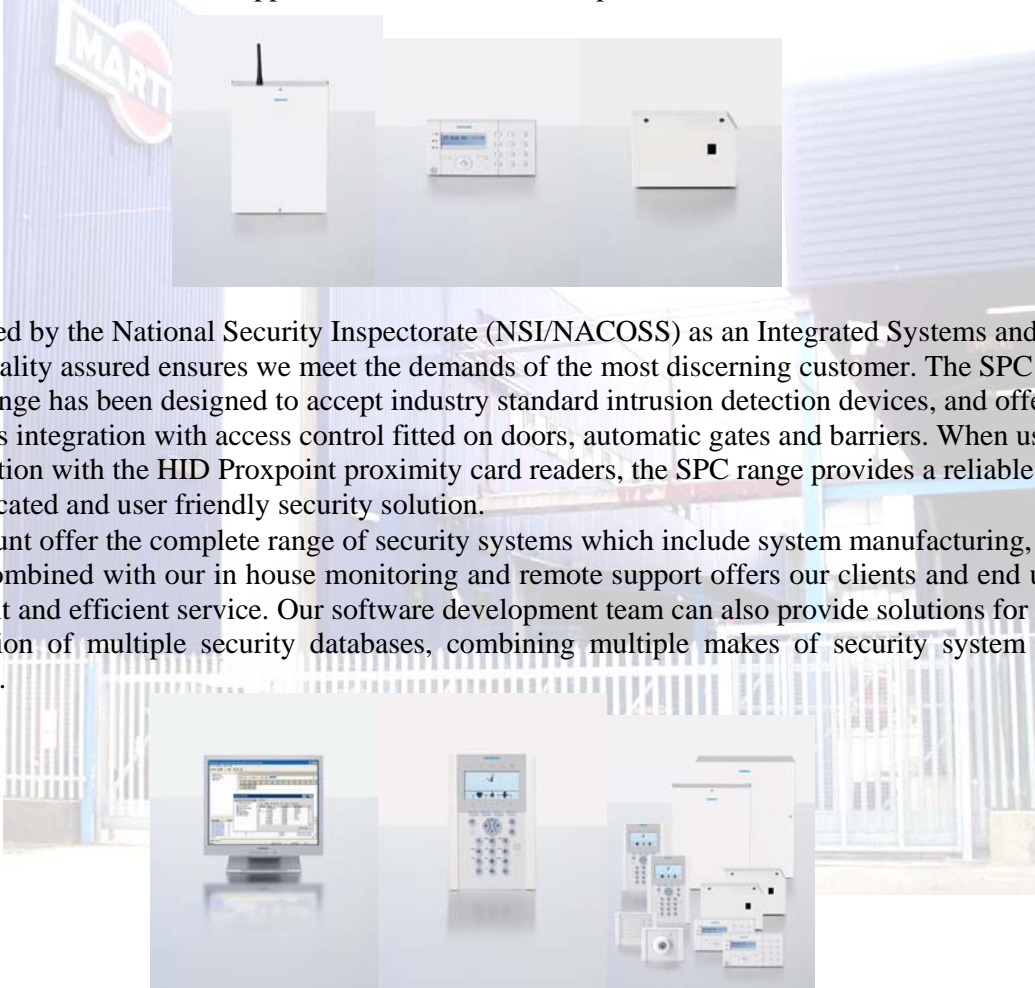 MARTI
ed by the National Security Inspectorate (NSI/NACOSS) as an Integrated Systems and
ality assured ensures we meet the demands of the most discerning customer. The SPC
nge has been designed to accept industry standard intrusion detection devices, and offe
s integration with access control fitted on doors, automatic gates and barriers. When us
tion with the HID Proxpoint proximity card readers, the SPC range provides a reliable
cated and user friendly security solution.
unt offer the complete range of security systems which include system manufacturing,
ombined with our in house monitoring and remote support offers our clients and end u
t and efficient service. Our software development team can also provide solutions for
ion of multiple security databases, combining multiple makes of security system
.